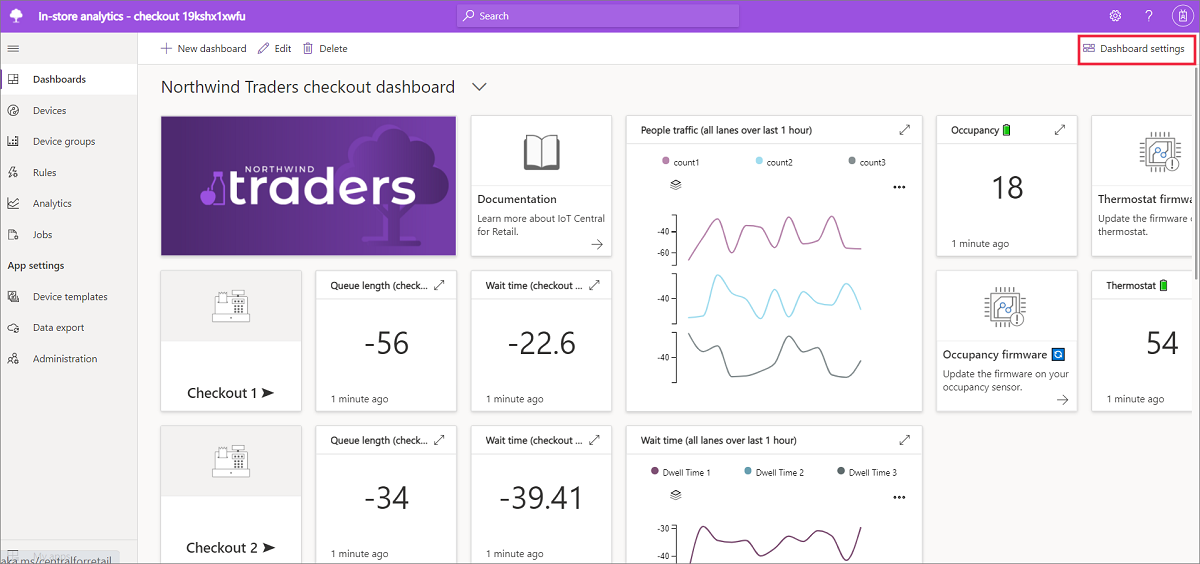 In-store analytics - checkout 19kshx1xwfu
Search
?
New dashboard
Edit
Delete
Dashboard settings
Dashboards
Devices
Device groups
Rules
Analytics
Jobs
App settings
Device templates
Data export
Administration
My apps
aka.ms/centralforretail
Northwind Traders checkout dashboard
NORTHWIND
traders
Documentation
Learn more about IoT Central
for Retail.
People traffic (all lanes over last 1 hour)
count1
count2
count3
-40
-60
-40
-40
Occupancy
18
1 minute ago
Thermostat firmwa
Update the firmware o
thermostat.
Checkout 1
Queue length (check...
-56
1 minute ago
Wait time (checkout ...
-22.6
1 minute ago
Occupancy firmware
Update the firmware on your
occupancy sensor.
Thermostat
54
1 minute ago
Checkout 2
Queue length (check...
-34
1 minute ago
Wait time (checkout ...
-39.41
1 minute ago
Wait time (all lanes over last 1 hour)
Dwell Time 1
Dwell Time 2
Dwell Time 3
-30
-40